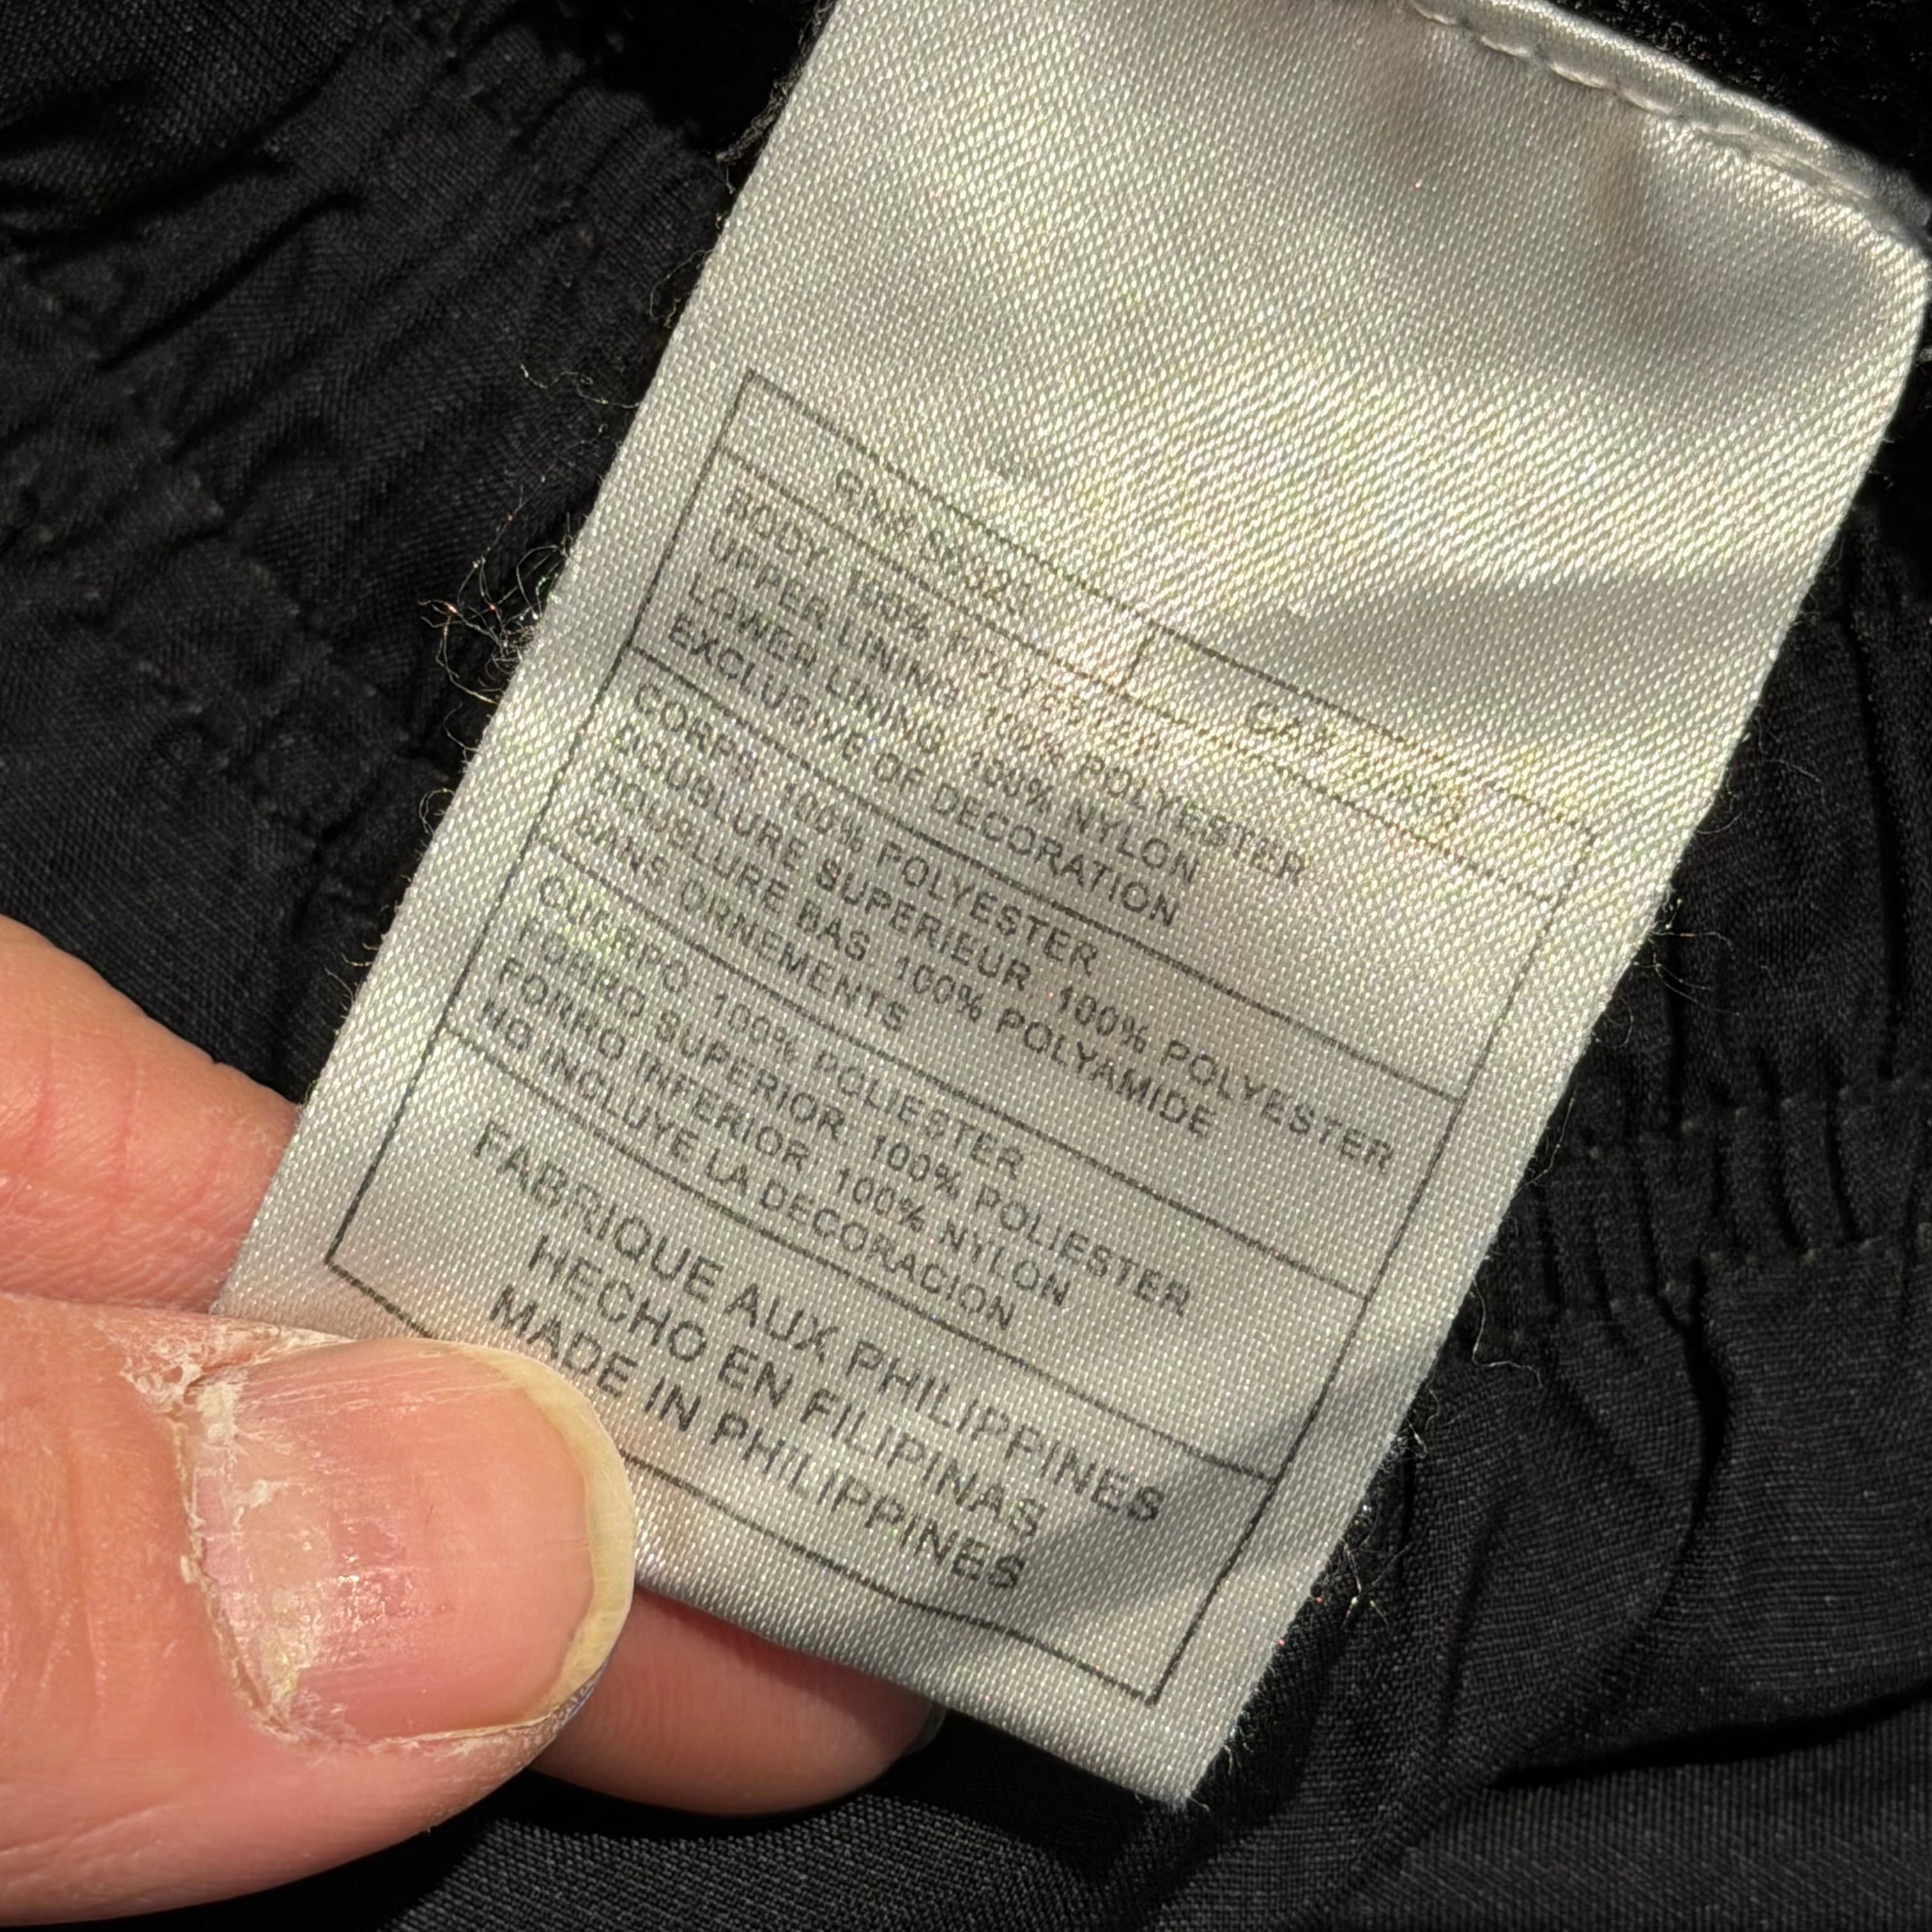 BODY: 100% POLYESTER
UPPER LINING: 100% POLYESTER
LOWER LINING: 100% NYLON
EXCLUSIVE OF DECORATION
CORPS: 100% POLYESTER
DOUBLURE SUPERIEUR: 100% POLYESTER
DOUBLURE BAS: 100% POLYAMIDE
SANS ORNEMENTS
CUERPO: 100% POLIESTER
FORRO SUPERIOR: 100% POLIESTER
FORRO INFERIOR: 100% NYLON
NO INCLUYE LA DECORACION
FABRIQUE AUX PHILIPPINES
HECHO EN FILIPINAS
MADE IN PHILIPPINES